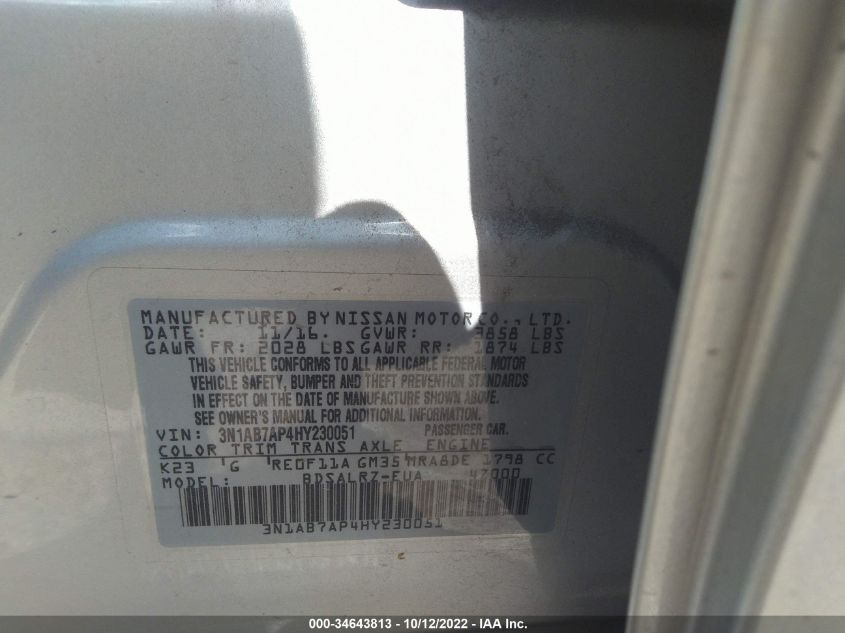 MANUFACTURED BY NISSAN MOTOR CO., LTD.
DATE: 11/16. GVWR: 3858 LBS
GAWR FR: 2028 LBS GAWR RR: 1874 LBS
THIS VEHICLE CONFORMS TO ALL APPLICABLE FEDERAL MOTOR
VEHICLE SAFETY, BUMPER AND THEFT PREVENTION STANDARDS
IN EFFECT ON THE DATE OF MANUFACTURE SHOWN ABOVE.
SEE OWNER'S MANUAL FOR ADDITIONAL INFORMATION.
VIN: 3N1AB7AP4HY230051 PASSENGER CAR.
COLOR TRIM TRANS AXLE ENGINE
K23 G RE0F11A GM35 MRA8DE 1798 CC
MODEL: BDSALRZ-EUA 47000
3N1AB7AP4HY230051
000-34643813 - 10/12/2022 - IAA Inc.